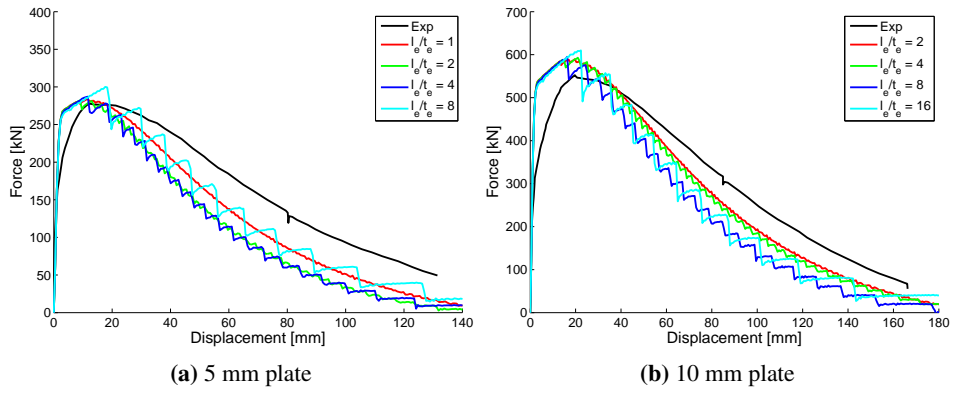 400
350
300
250
200
150
100
50
0
0 20 40 60 80 100 120 140
Force [kN]
Displacement [mm]
Exp
l_e/t_e = 1
l_e/t_e = 2
l_e/t_e = 4
l_e/t_e = 8
(a) 5 mm plate
700
600
500
400
300
200
100
0
0 20 40 60 80 100 120 140 160 180
Force [kN]
Displacement [mm]
Exp
l_e/t_e = 2
l_e/t_e = 4
l_e/t_e = 8
l_e/t_e = 16
(b) 10 mm plate